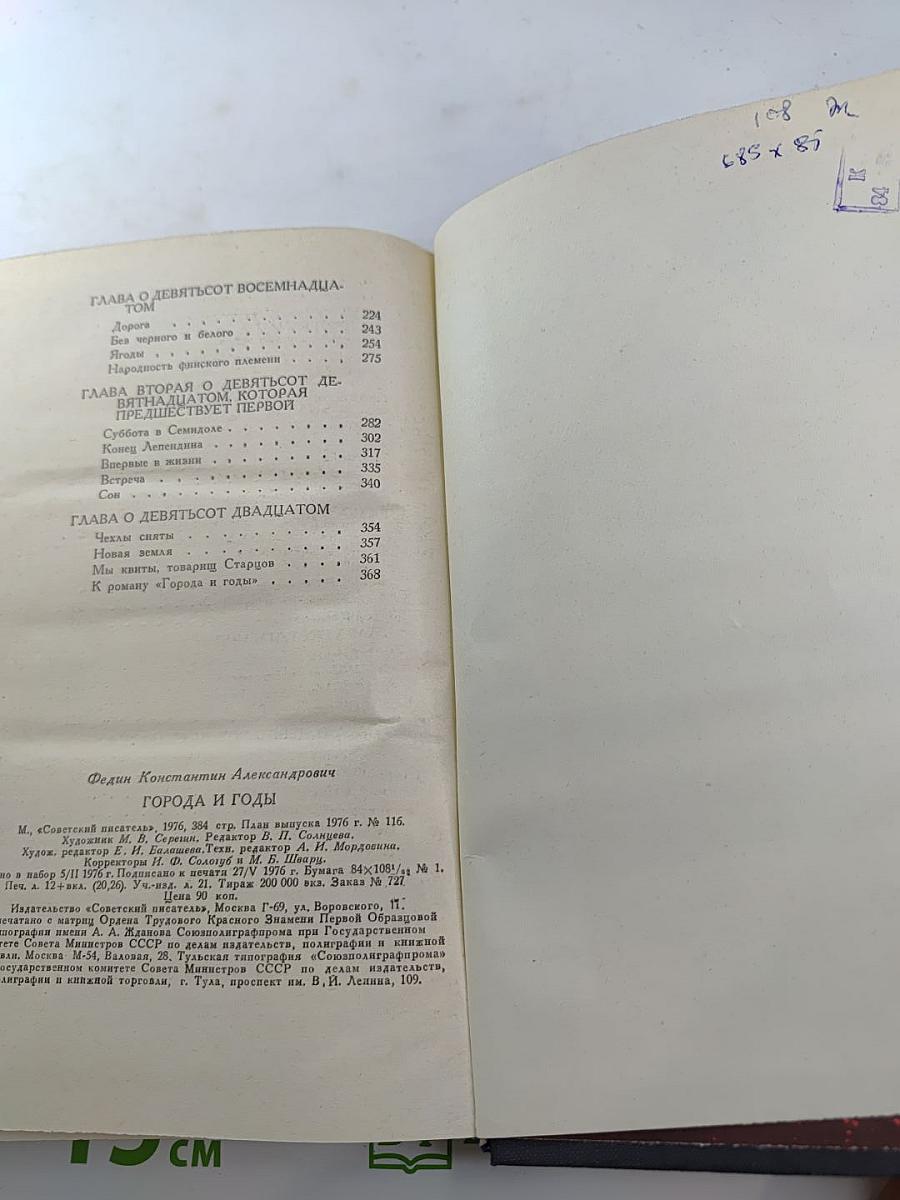 ГЛАВА О ДЕВЯТЬСОТ ВОСЕМНАДЦА-
ТОМ
Дорога . . . . . . . . . . . . 224
Без черного и белого . . . . . . . 243
Ягоды . . . . . . . . . . . . 254
Народность финского племени . . . . 275
ГЛАВА ВТОРАЯ О ДЕВЯТЬСОТ ДЕ-
ВЯТНАДЦАТОМ, КОТОРАЯ
ПРЕДШЕСТВУЕТ ПЕРВОЙ
Суббота в Семидоле . . . . . . . . 282
Конец Лепендина . . . . . . . . . 302
Впервые в жизни . . . . . . . . . 317
Встреча . . . . . . . . . . . . 335
Сон . . . . . . . . . . . . . . 340
ГЛАВА О ДЕВЯТЬСОТ ДВАДЦАТОМ
Чехлы сняты . . . . . . . . . . 354
Новая земля . . . . . . . . . . 357
Мы квиты, товарищ Старцов . . . . 361
К роману «Города и годы» . . . . . 368
Федин Константин Александрович
ГОРОДА И ГОДЫ
М., «Советский писатель», 1976, 384 стр. План выпуска 1976 г. № 116.
Художник М. В. Серегин. Редактор В. П. Солнцева.
Худож. редактор Е. И. Балашева. Техн. редактор А. И. Мордовина.
Корректоры И. Ф. Сологуб и М. Б. Шварц.
но в набор 5/II 1976 г. Подписано к печати 27/V 1976 г. Бумага 84×108¹/₃₂ № 1.
Печ. л. 12+вкл. (20,26). Уч.-изд. л. 21. Тираж 200 000 экз. Заказ № 727
Цена 90 коп.
Издательство «Советский писатель», Москва Г-69, ул. Воровского, 11.
ечатано с матриц Ордена Трудового Красного Знамени Первой Образцовой
ипографии имени А. А. Жданова Союзполиграфпрома при Государственном
тете Совета Министров СССР по делам издательств, полиграфии и книжной
вли. Москва М-54, Валовая, 28. Тульская типография «Союзполиграфпрома»
осударственном комитете Совета Министров СССР по делам издательств,
лиграфии и книжной торговли, г. Тула, проспект им. В. И. Ленина, 109.
685 x 85
К
84
15 см